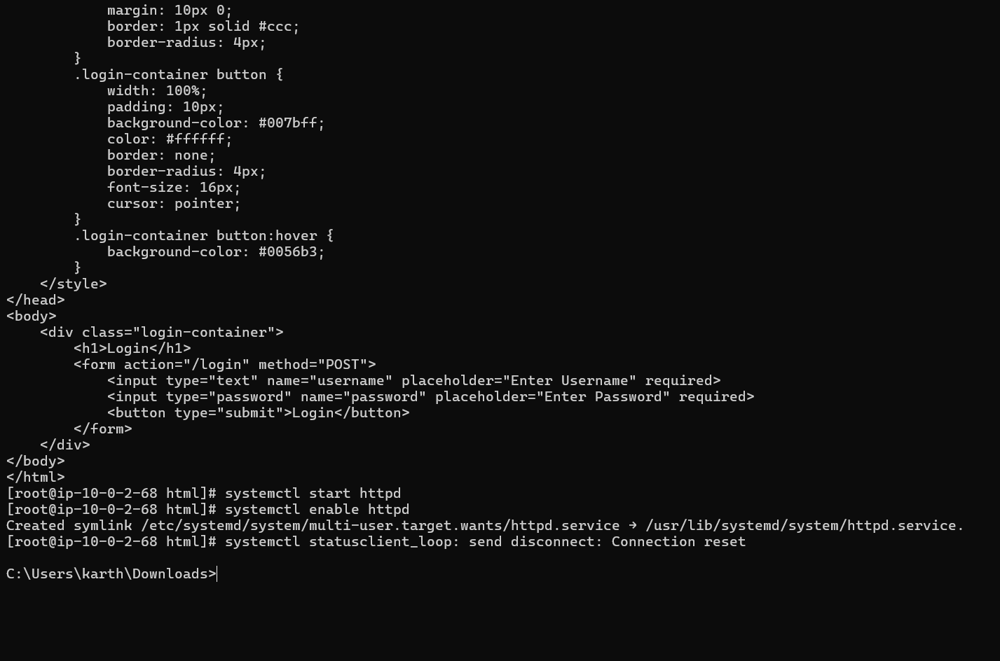 margin: 10px 0;
            border: 1px solid #ccc;
            border-radius: 4px;
        }
        .login-container button {
            width: 100%;
            padding: 10px;
            background-color: #007bff;
            color: #ffffff;
            border: none;
            border-radius: 4px;
            font-size: 16px;
            cursor: pointer;
        }
        .login-container button:hover {
            background-color: #0056b3;
        }
    </style>
</head>
<body>
    <div class="login-container">
        <h1>Login</h1>
        <form action="/login" method="POST">
            <input type="text" name="username" placeholder="Enter Username" required>
            <input type="password" name="password" placeholder="Enter Password" required>
            <button type="submit">Login</button>
        </form>
    </div>
</body>
</html>
[root@ip-10-0-2-68 html]# systemctl start httpd
[root@ip-10-0-2-68 html]# systemctl enable httpd
Created symlink /etc/systemd/system/multi-user.target.wants/httpd.service → /usr/lib/systemd/system/httpd.service.
[root@ip-10-0-2-68 html]# systemctl statusclient_loop: send disconnect: Connection reset

C:\Users\karth\Downloads>